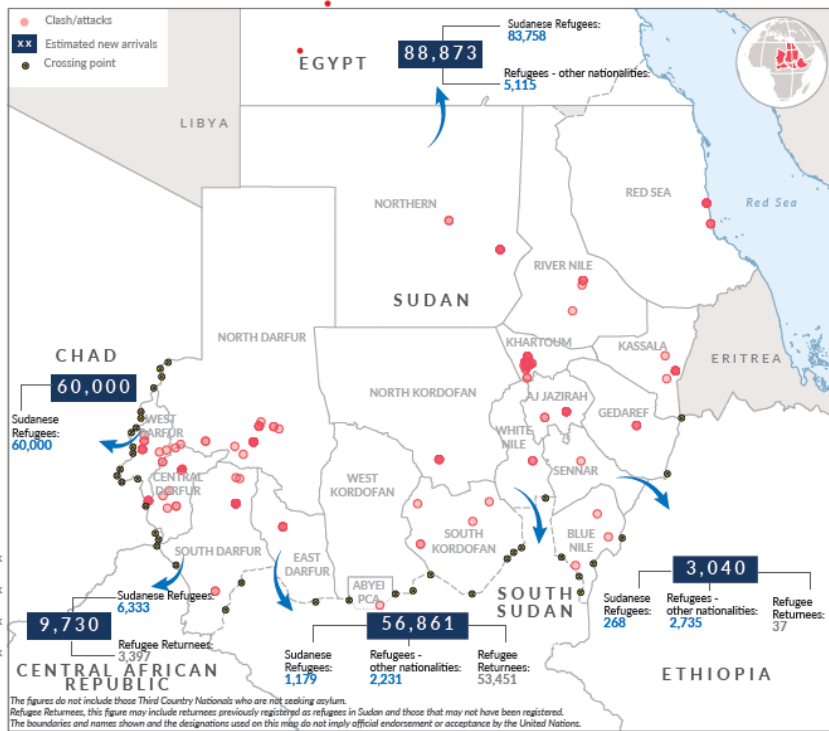 Clash/attacks
XX Estimated new arrivals
Crossing point
EGYPT
88,873
Sudanese Refugees:
83,758
Refugees - other nationalities:
5,115
LIBYA
RED SEA
Red Sea
NORTHERN
RIVER NILE
SUDAN
NORTH DARFUR
KHARTOUM
KASSALA
ERITREA
CHAD
60,000
Sudanese
Refugees:
60,000
NORTH KORDOFAN
AJ JAZIRAH
GEDAREF
WEST
DARFUR
WHITE
NILE
SENNAR
CENTRAL
DARFUR
WEST
KORDOFAN
SOUTH
KORDOFAN
BLUE
NILE
SOUTH DARFUR
EAST
DARFUR
ABYEI
PCA
SOUTH
SUDAN
3,040
Sudanese
Refugees:
268
Refugees -
other nationalities:
2,735
Refugee
Returnees:
37
Sudanese Refugees:
6,333
9,730
Refugee Returnees:
3,397
56,861
Sudanese
Refugees:
1,179
Refugees -
other nationalities:
2,231
Refugee
Returnees:
53,451
CENTRAL AFRICAN
REPUBLIC
ETHIOPIA
The figures do not include those Third Country Nationals who are not seeking asylum.
Refugee Returnees, this figure may include returnees previously registered as refugees in Sudan and those that may not have been registered.
The boundaries and names shown and the designations used on this map do not imply official endorsement or acceptance by the United Nations.